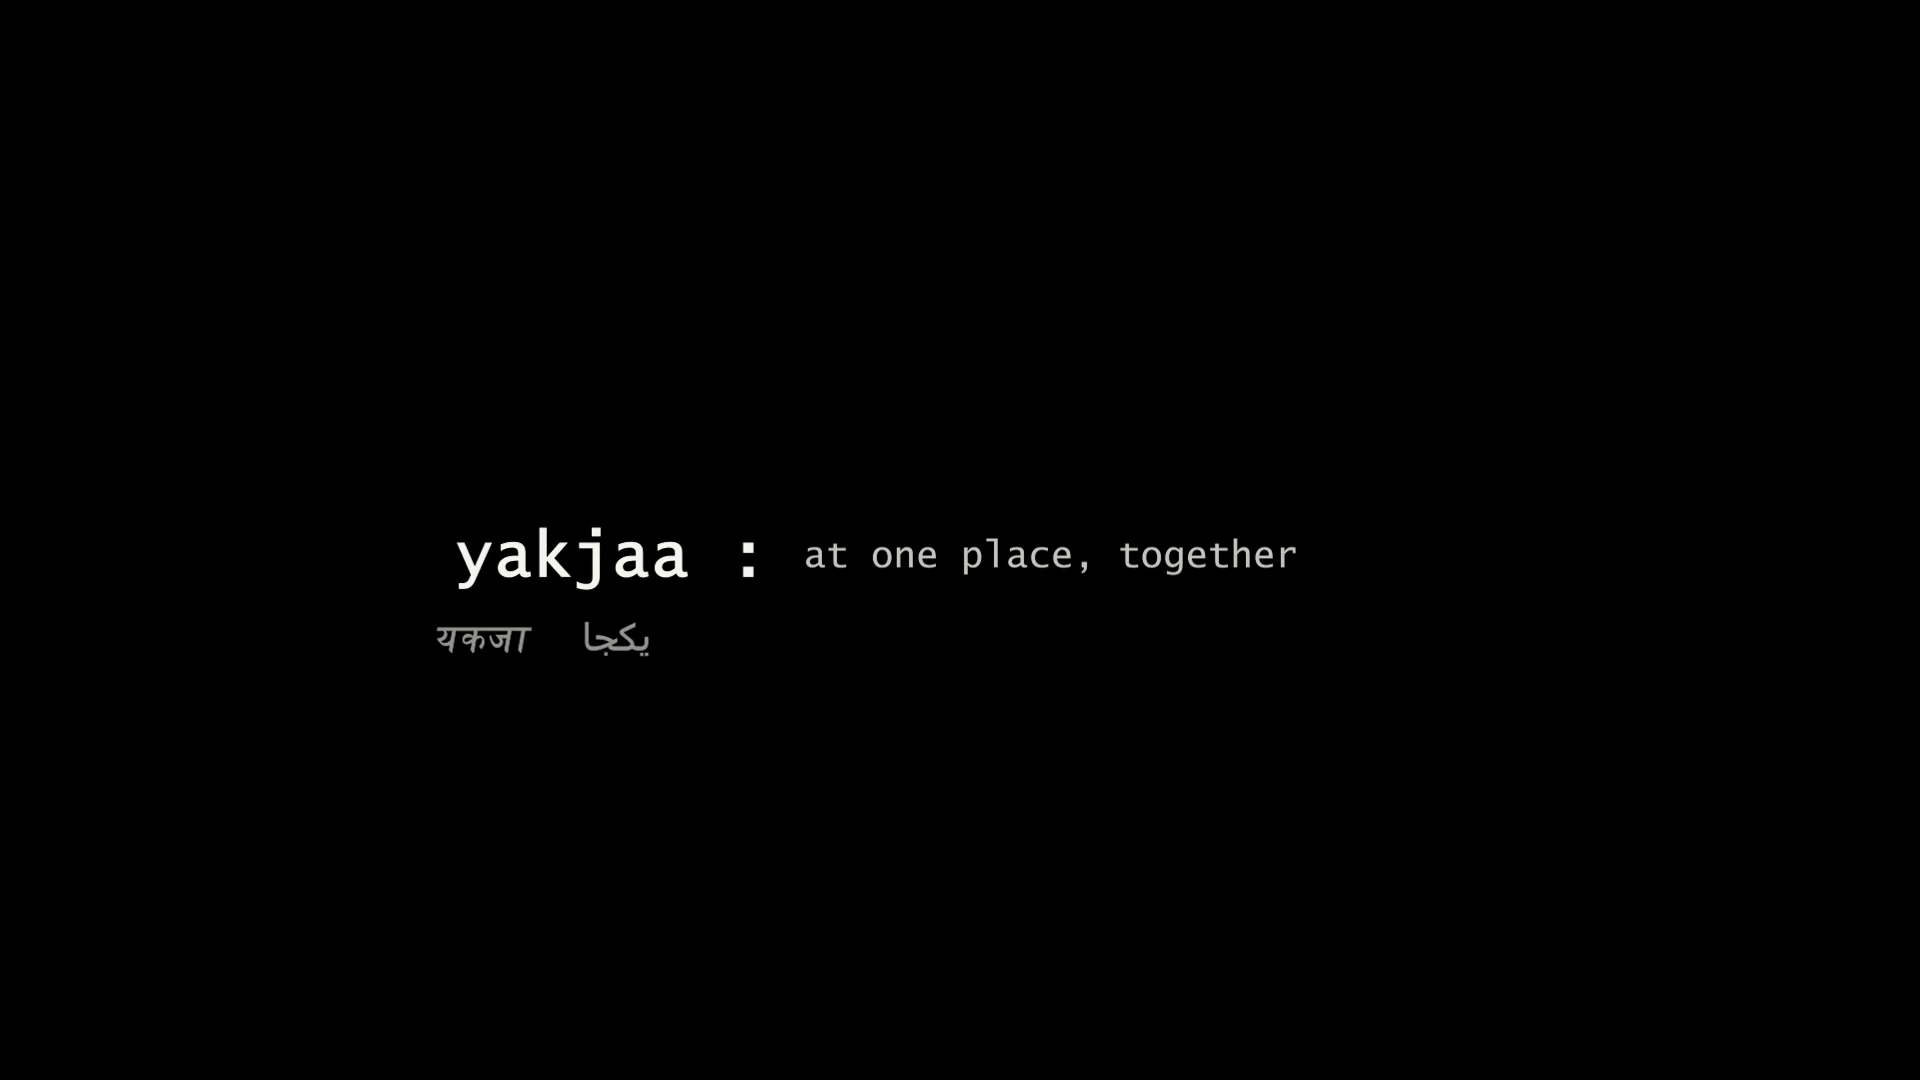 yakjaa : at one place, together
यकजा یکجا